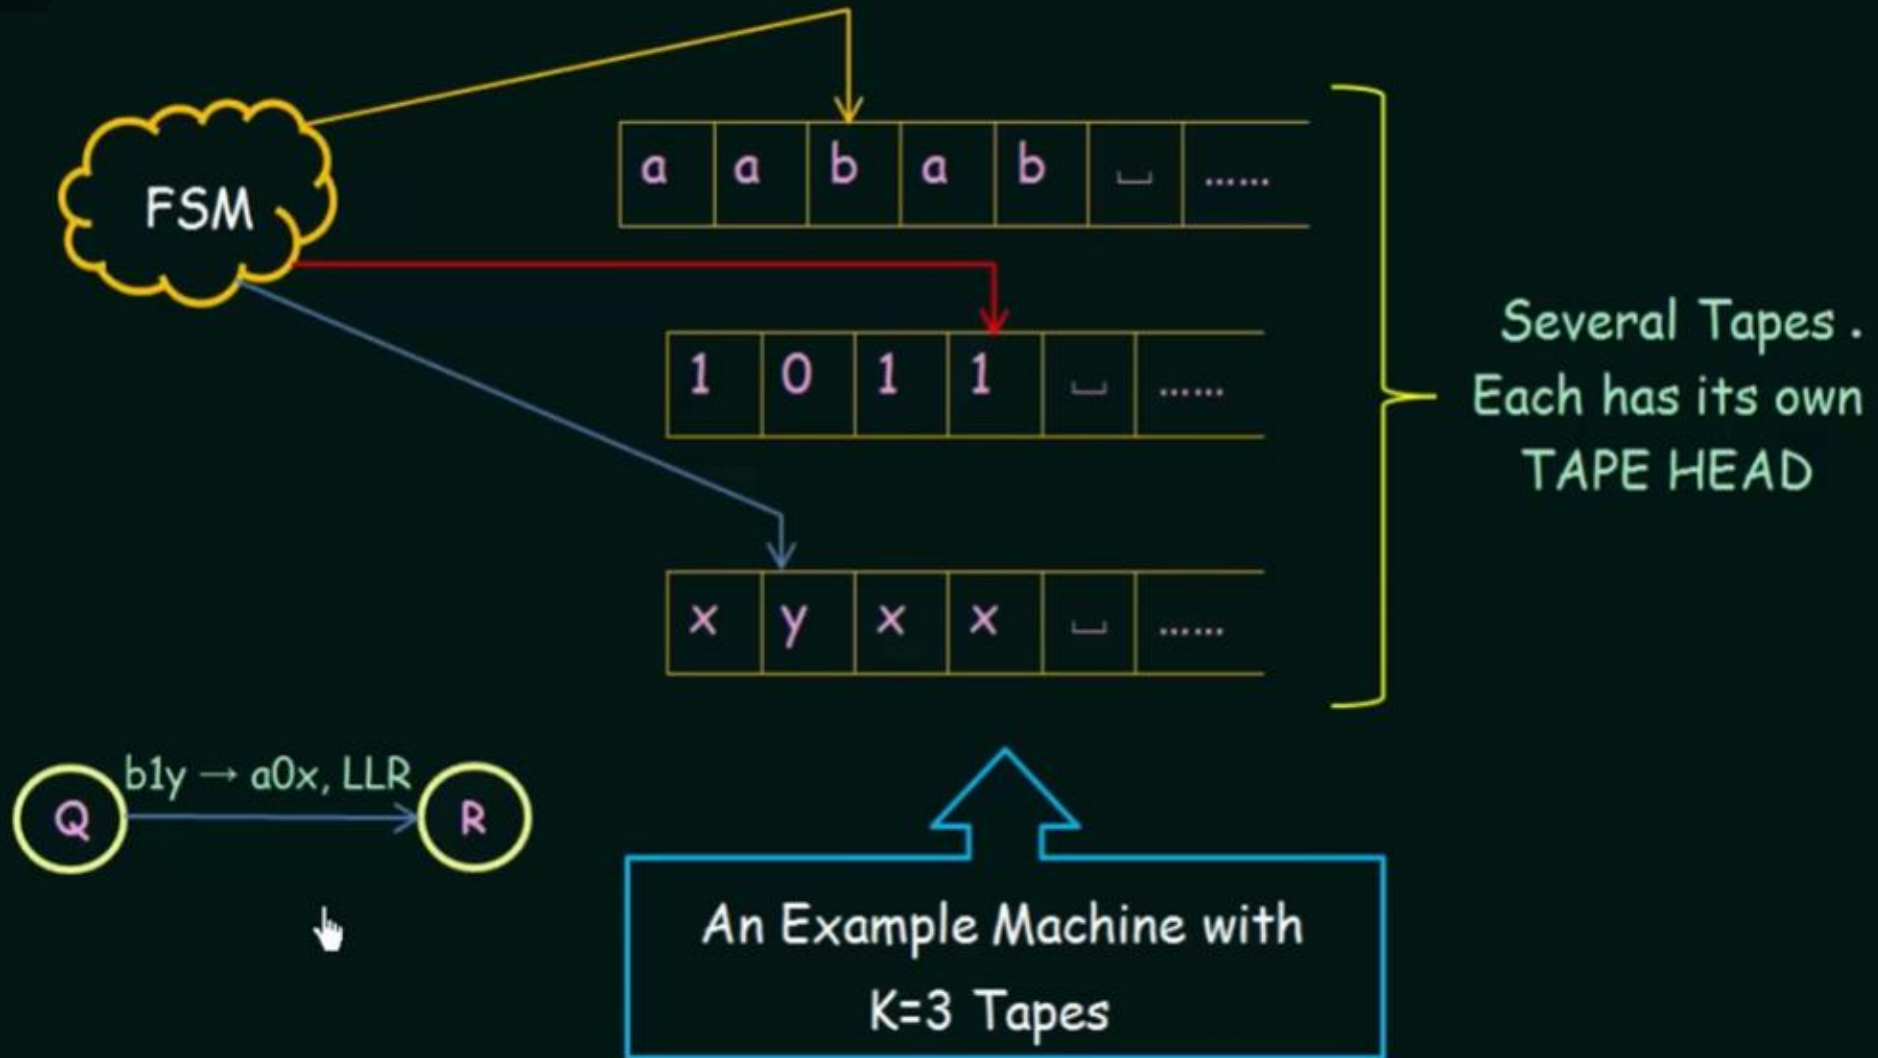 FSM
a a b a b ⎵ ......
1 0 1 1 ⎵ ......
x y x x ⎵ ......
Several Tapes .
Each has its own
TAPE HEAD
b1y → a0x, LLR
Q R
An Example Machine with
K=3 Tapes